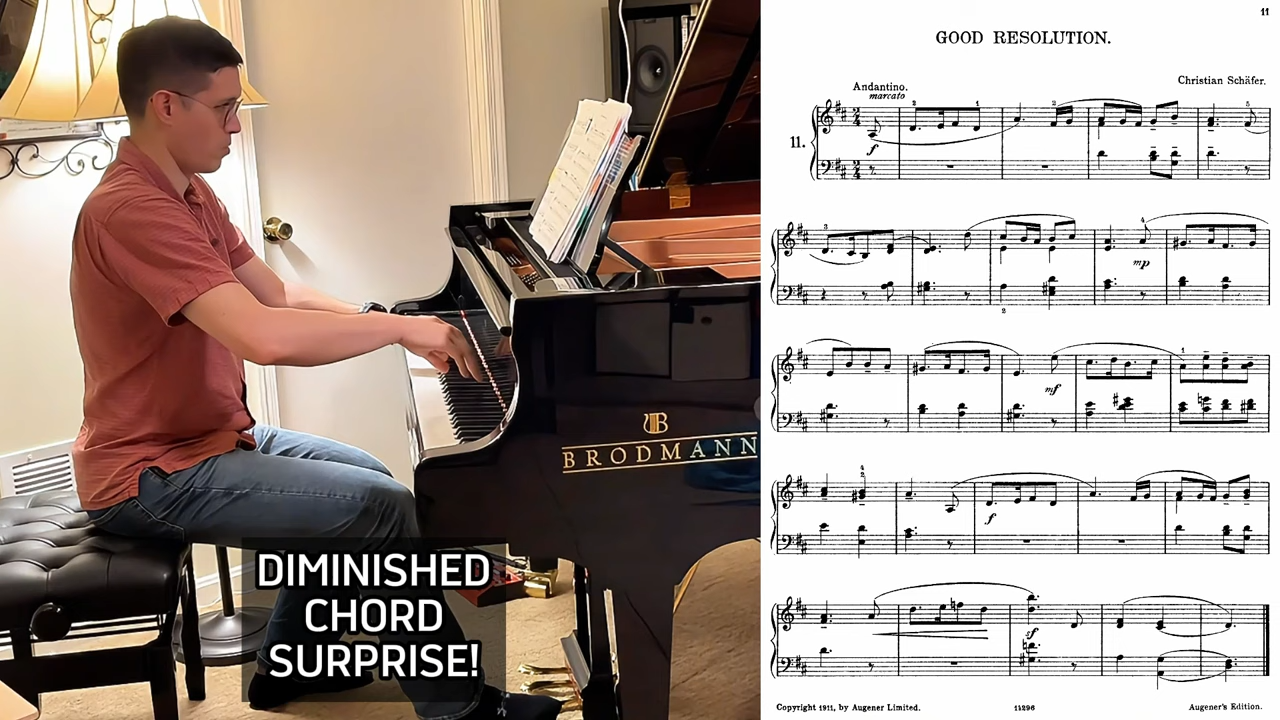 DIMINISHED
CHORD
SURPRISE!
BRODMANN
11
GOOD RESOLUTION.
Christian Schäfer.
Andantino.
marcato
11.
f
mp
mf
f
sf
Copyright 1911, by Augener Limited.
14296
Augener's Edition.